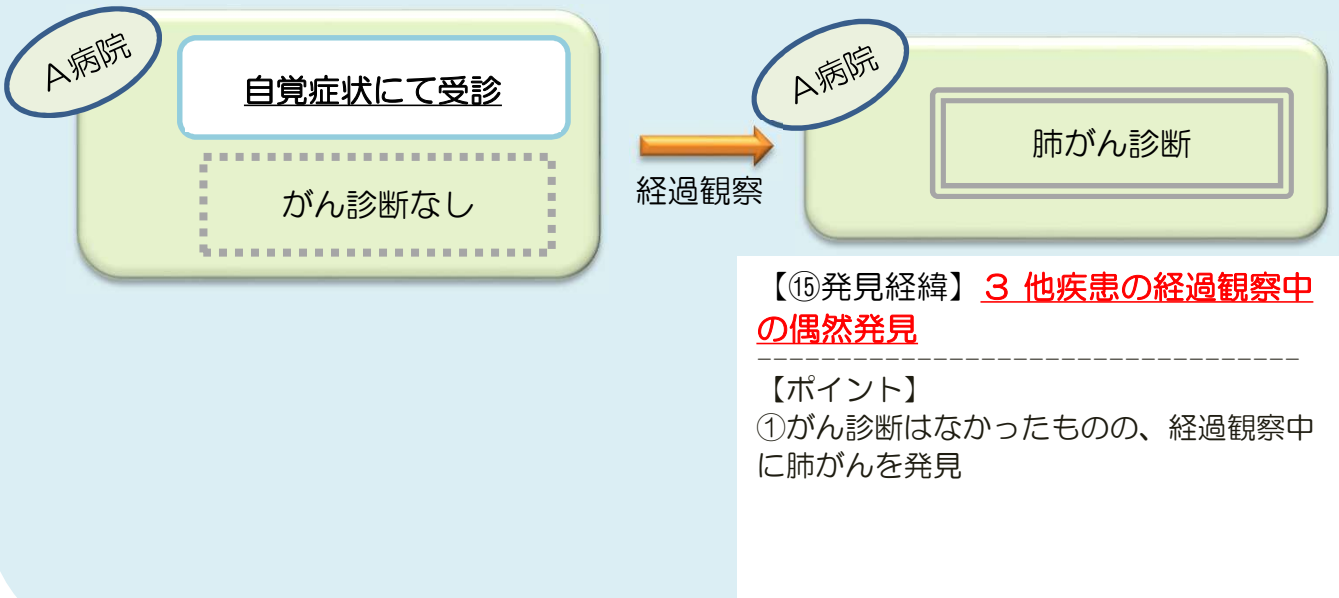 A病院
自覚症状にて受診
がん診断なし
経過観察
A病院
肺がん診断
【⑮発見経緯】３ 他疾患の経過観察中
の偶然発見
----------------------------------
【ポイント】
①がん診断はなかったものの、経過観察中
に肺がんを発見